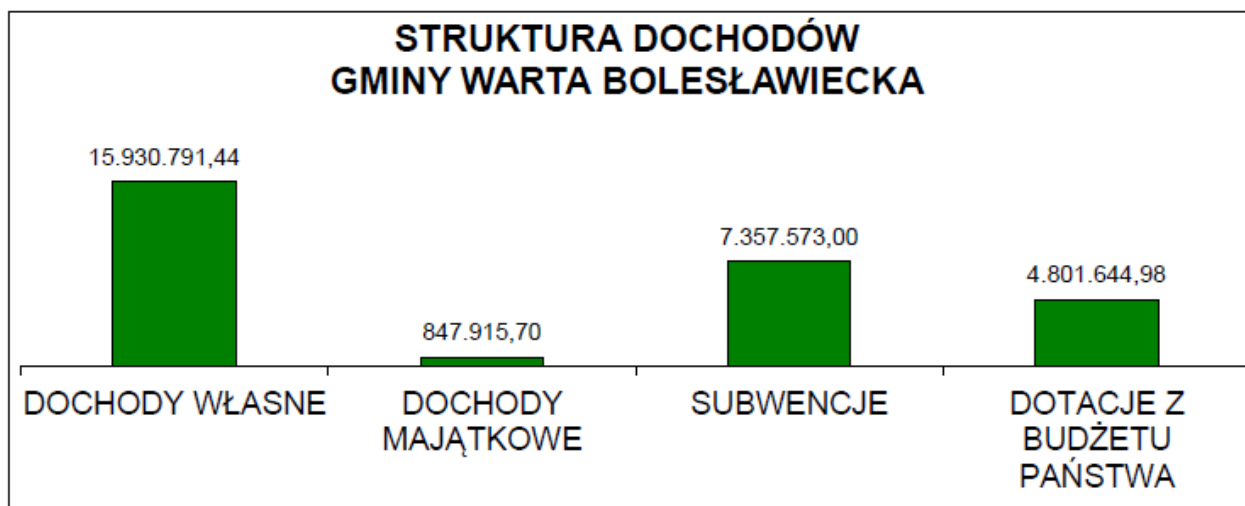 STRUKTURA DOCHODÓW
GMINY WARTA BOLESŁAWIECKA
15.930.791,44
847.915,70
7.357.573,00
4.801.644,98
DOCHODY WŁASNE
DOCHODY
MAJĄTKOWE
SUBWENCJE
DOTACJE Z
BUDŻETU
PAŃSTWA